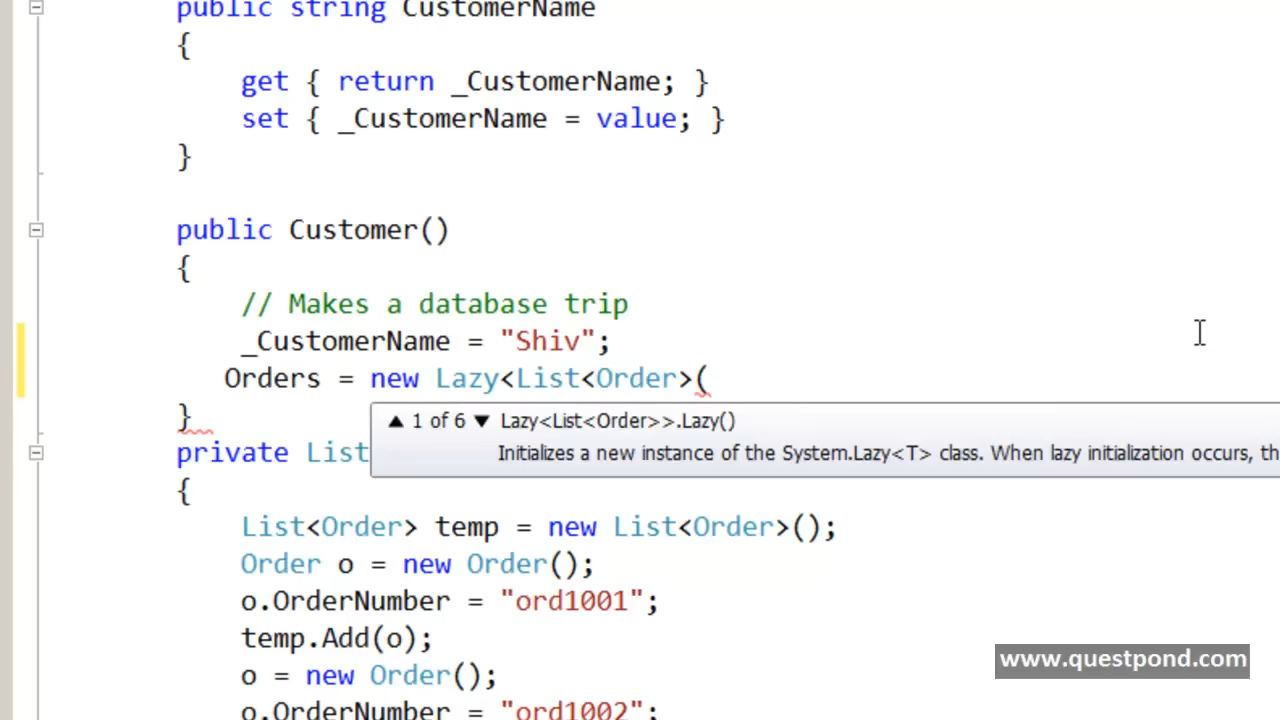 public string CustomerName
{
get { return _CustomerName; }
set { _CustomerName = value; }
}
public Customer()
{
// Makes a database trip
_CustomerName = "Shiv";
Orders = new Lazy<List<Order>(
}
▲ 1 of 6 ▼ Lazy<List<Order>>.Lazy()
private List
Initializes a new instance of the System.Lazy<T> class. When lazy initialization occurs, th
{
List<Order> temp = new List<Order>();
Order o = new Order();
o.OrderNumber = "ord1001";
temp.Add(o);
o = new Order();
o.OrderNumber = "ord1002";
www.questpond.com